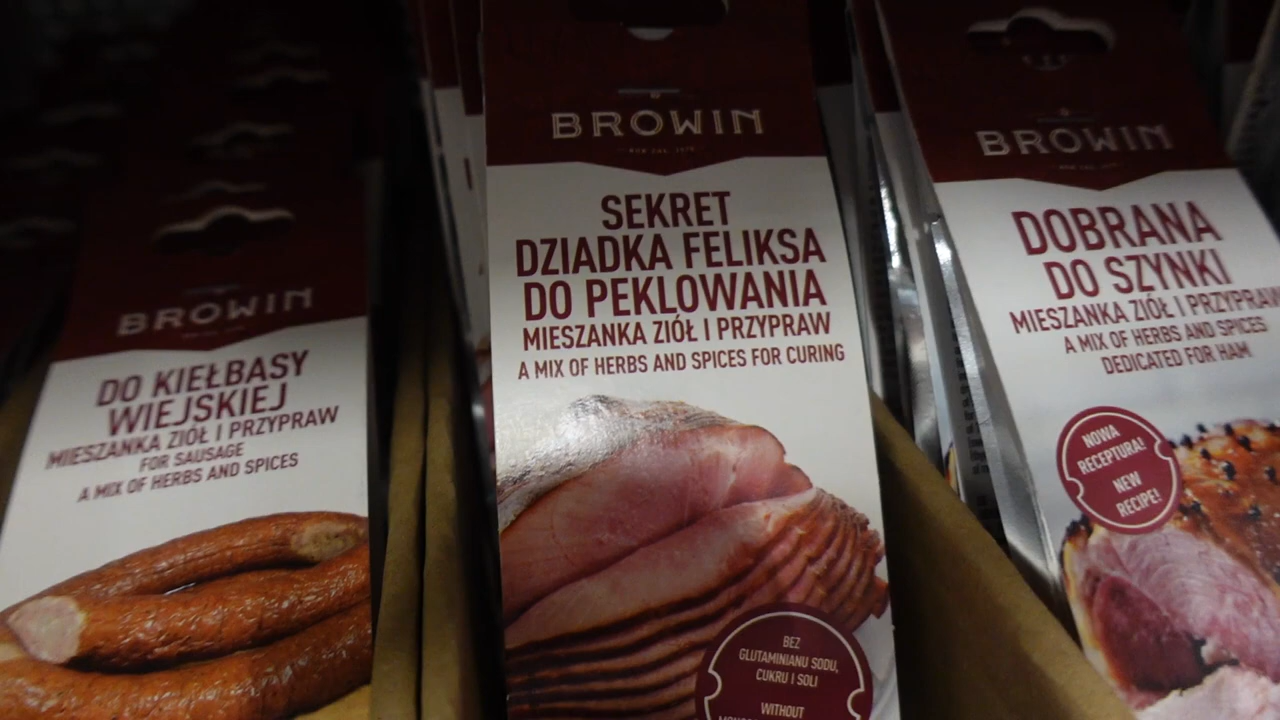 BROWIN
DO KIEŁBASY
WIEJSKIEJ
MIESZANKA ZIÓŁ I PRZYPRAW
FOR SAUSAGE
A MIX OF HERBS AND SPICES
BROWIN
SEKRET
DZIADKA FELIKSA
DO PEKLOWANIA
MIESZANKA ZIÓŁ I PRZYPRAW
A MIX OF HERBS AND SPICES FOR CURING
BEZ
GLUTAMINIANU SODU,
CUKRU I SOLI
WITHOUT
BROWIN
DOBRANA
DO SZYNKI
MIESZANKA ZIÓŁ I PRZYPRAW
A MIX OF HERBS AND SPICES
DEDICATED FOR HAM
NOWA
RECEPTURA!
NEW
RECIPE!